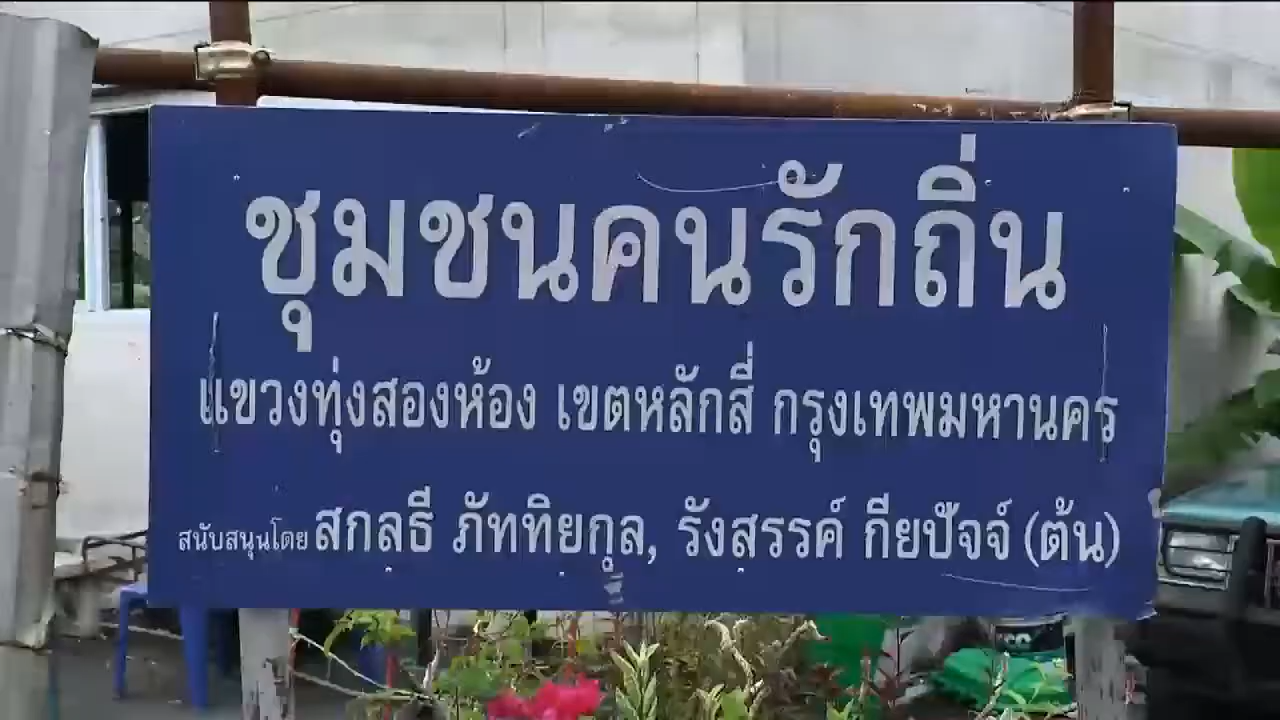 ชุมชนคนรักถิ่น
แขวงทุ่งสองห้อง เขตหลักสี่ กรุงเทพมหานคร
สนับสนุนโดย สกลธี ภัททิยกุล, รังสรรค์ กียปัจจ์ (ต้น)